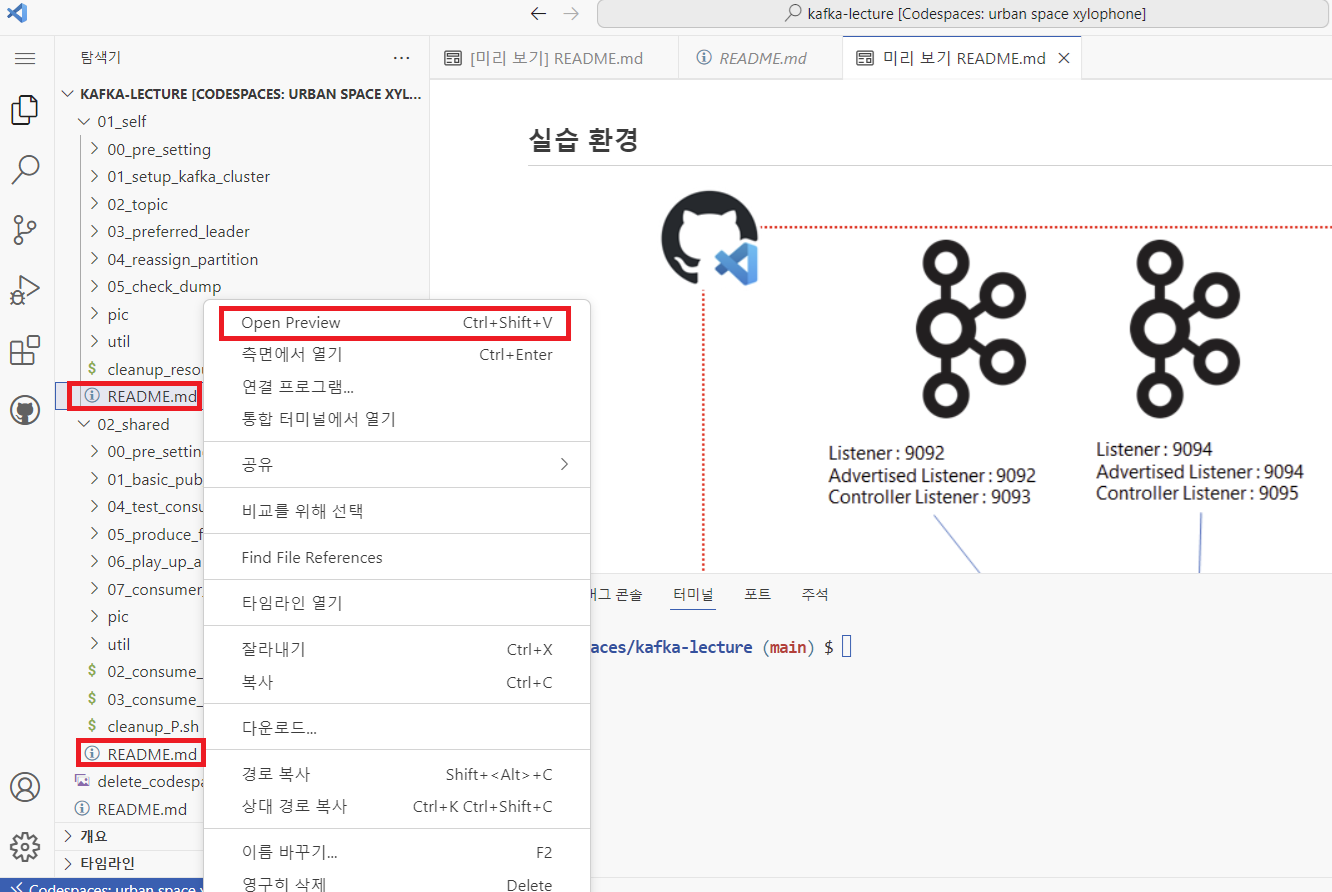 kafka-lecture [Codespaces: urban space xylophone]
탐색기
KAFKA-LECTURE [CODESPACES: URBAN SPACE XYL...
01_self
00_pre_setting
01_setup_kafka_cluster
02_topic
03_preferred_leader
04_reassign_partition
05_check_dump
pic
util
$ cleanup_resou
README.md
02_shared
00_pre_settin
01_basic_pub
04_test_consu
05_produce_f
06_play_up_a
07_consumer
pic
util
$ 02_consume_
$ 03_consume_
$ cleanup_P.sh
README.md
delete_codespa
README.md
개요
타임라인
Codespaces: urban space x
[미리 보기] README.md
README.md
미리 보기 README.md
실습 환경
Listener : 9092
Advertised Listener : 9092
Controller Listener : 9093
Listener : 9094
Advertised Listener : 9094
Controller Listener : 9095
Open Preview Ctrl+Shift+V
측면에서 열기 Ctrl+Enter
연결 프로그램...
통합 터미널에서 열기
공유
비교를 위해 선택
Find File References
타임라인 열기
잘라내기 Ctrl+X
복사 Ctrl+C
다운로드...
경로 복사 Shift+<Alt>+C
상대 경로 복사 Ctrl+K Ctrl+Shift+C
이름 바꾸기... F2
영구히 삭제 Delete
콘솔 터미널 포트 주석
aces/kafka-lecture (main) $